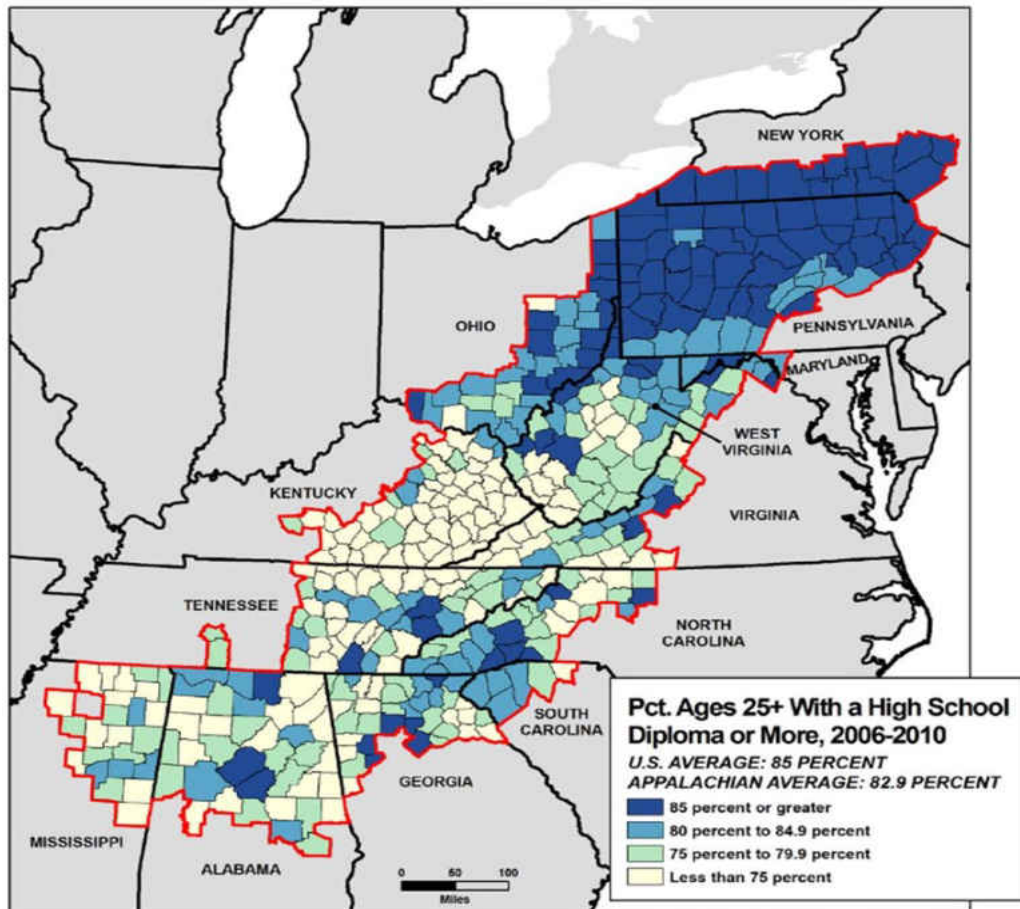 NEW YORK
OHIO
PENNSYLVANIA
MARYLAND
WEST
VIRGINIA
KENTUCKY
VIRGINIA
TENNESSEE
NORTH
CAROLINA
SOUTH
CAROLINA
GEORGIA
MISSISSIPPI
ALABAMA
0 50 100
Miles
Pct. Ages 25+ With a High School
Diploma or More, 2006-2010
U.S. AVERAGE: 85 PERCENT
APPALACHIAN AVERAGE: 82.9 PERCENT
85 percent or greater
80 percent to 84.9 percent
75 percent to 79.9 percent
Less than 75 percent